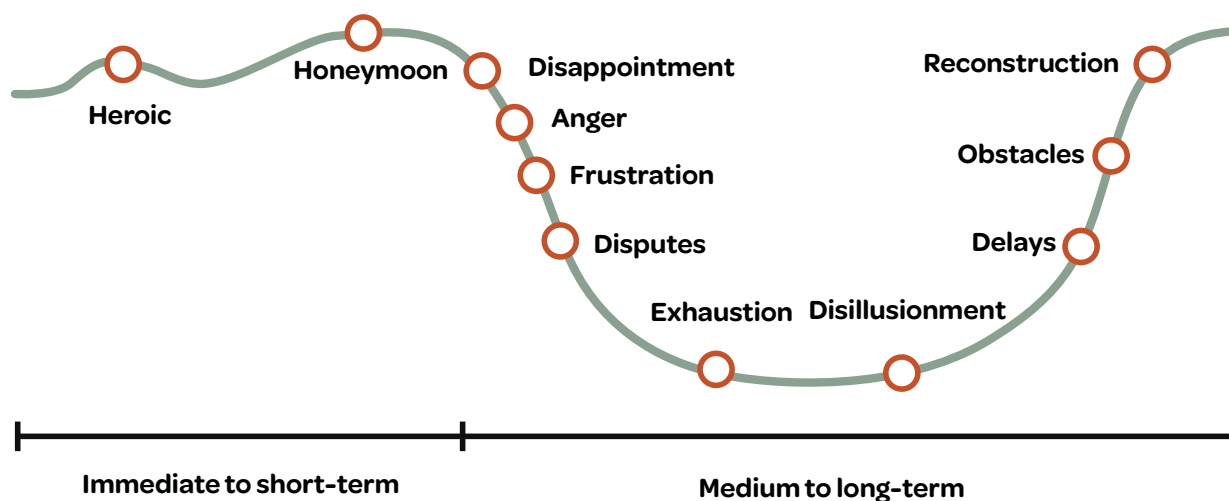 Heroic
Honeymoon
Disappointment
Anger
Frustration
Disputes
Exhaustion
Disillusionment
Delays
Obstacles
Reconstruction
Immediate to short-term
Medium to long-term